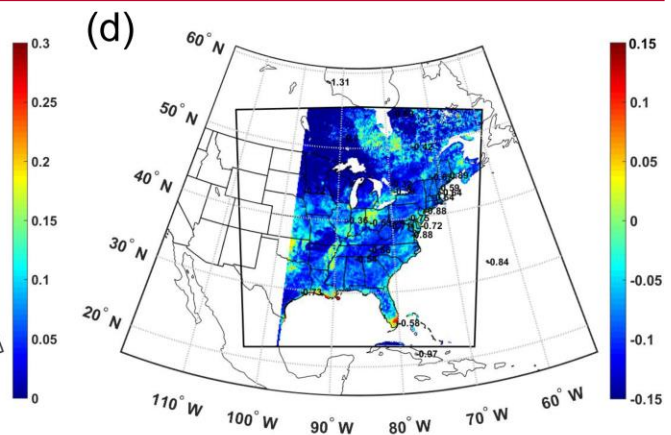 (d)
0.3
0.25
0.2
0.15
0.1
0.05
0
60° N
50° N
40° N
30° N
20° N
110° W
100° W
90° W
80° W
70° W
60° W
-1.31
-0.84
-0.88
-0.72
-0.88
-0.73
-0.58
-0.97
0.15
0.1
0.05
0
-0.05
-0.1
-0.15